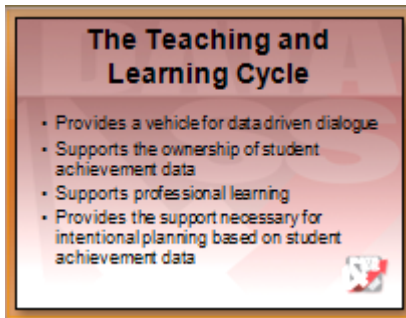 The Teaching and
Learning Cycle
• Provides a vehicle for data driven dialogue
• Supports the ownership of student
achievement data
• Supports professional learning
• Provides the support necessary for
intentional planning based on student
achievement data